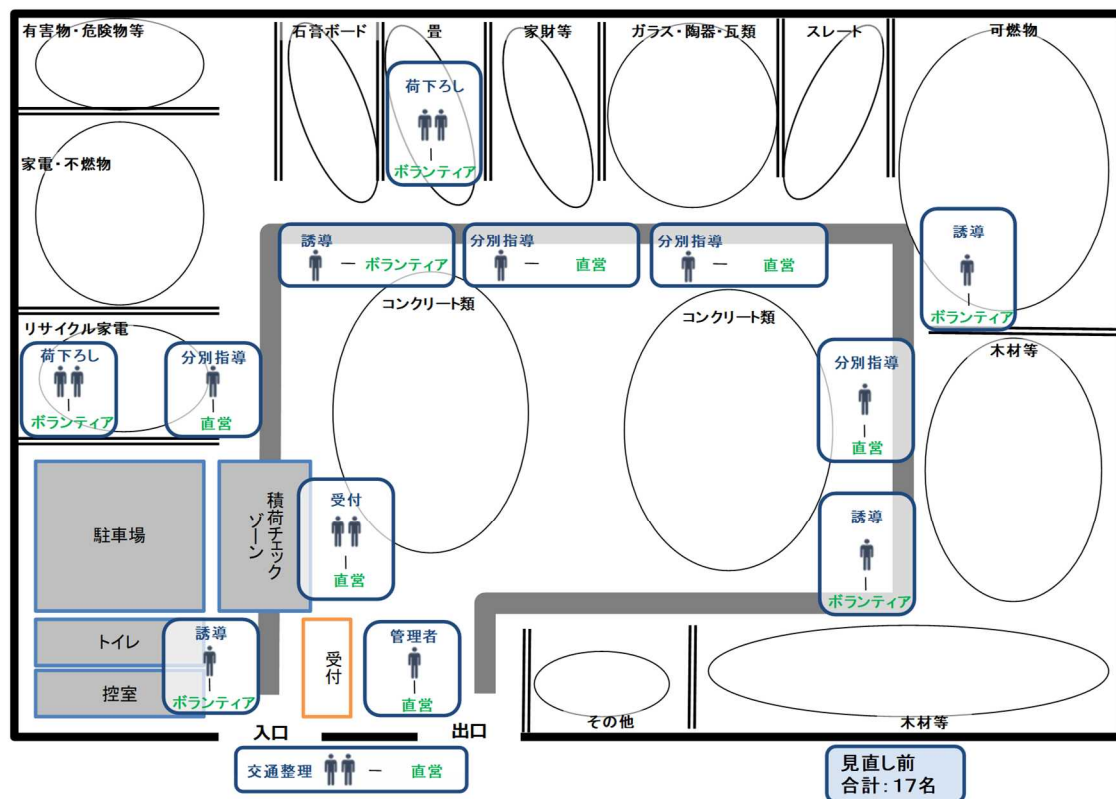 有害物・危険物等
石膏ボード
畳
家財等
ガラス・陶器・瓦類
スレート
可燃物
荷下ろし
ボランティア
家電・不燃物
誘導
ボランティア
分別指導
直営
分別指導
直営
誘導
ボランティア
コンクリート類
コンクリート類
リサイクル家電
荷下ろし
ボランティア
分別指導
直営
木材等
分別指導
直営
駐車場
積荷チェック
ゾーン
受付
直営
誘導
ボランティア
トイレ
控室
誘導
ボランティア
受付
管理者
直営
その他
木材等
入口
出口
交通整理
直営
見直し前
合計:17名